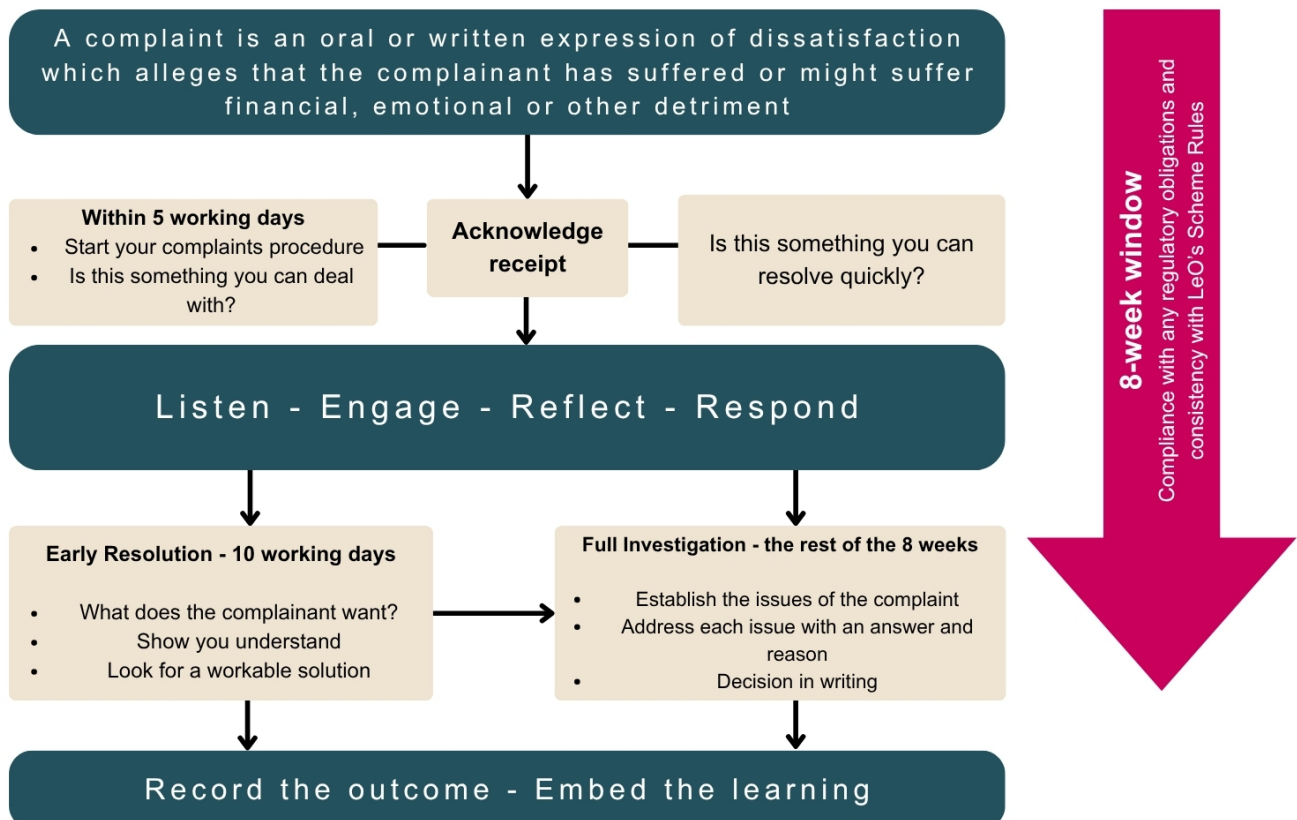 A complaint is an oral or written expression of dissatisfaction
which alleges that the complainant has suffered or might suffer
financial, emotional or other detriment
Within 5 working days
• Start your complaints procedure
• Is this something you can deal
with?
Acknowledge
receipt
Is this something you can
resolve quickly?
Listen - Engage - Reflect - Respond
Early Resolution - 10 working days
• What does the complainant want?
• Show you understand
• Look for a workable solution
Full Investigation - the rest of the 8 weeks
• Establish the issues of the complaint
• Address each issue with an answer and
reason
• Decision in writing
Record the outcome - Embed the learning
8-week window
Compliance with any regulatory obligations and
consistency with LeO's Scheme Rules